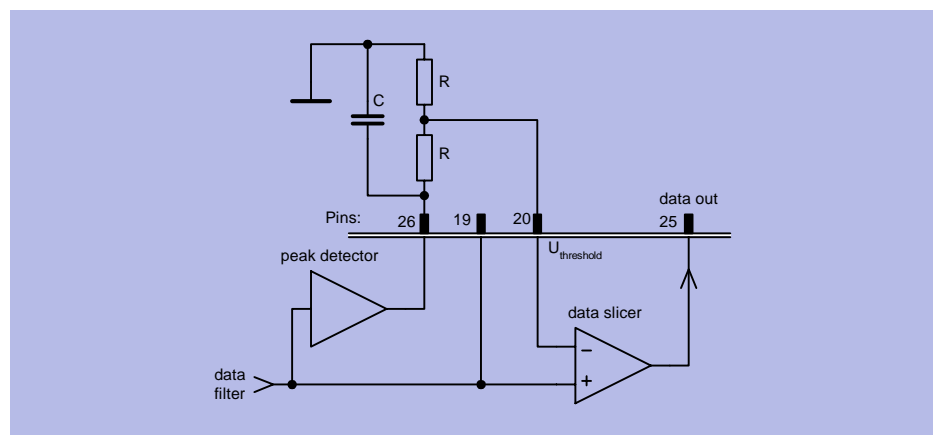 R
C
R
data out
Pins:
26
19
20
25
U threshold
peak detector
data slicer
−
+
data
filter